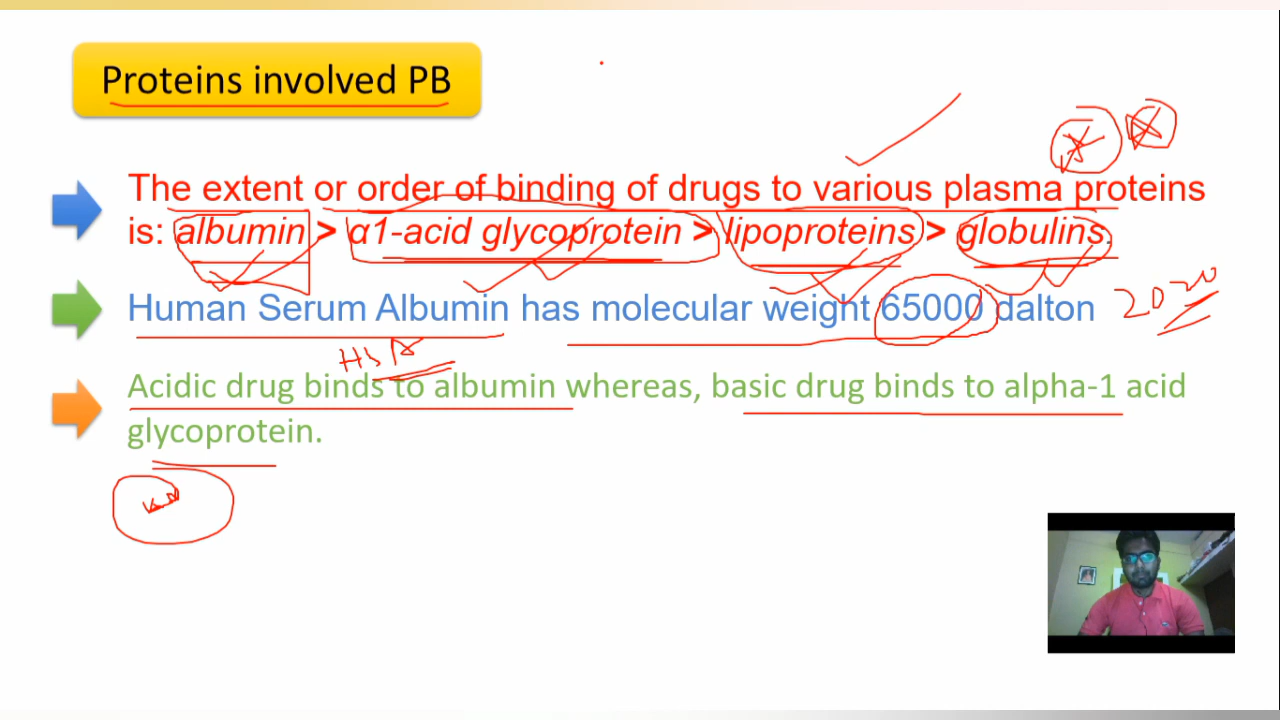 Proteins involved PB
The extent or order of binding of drugs to various plasma proteins
is: albumin > α1-acid glycoprotein > lipoproteins > globulins.
Human Serum Albumin has molecular weight 65000 dalton 2020
HSA
Acidic drug binds to albumin whereas, basic drug binds to alpha-1 acid
glycoprotein.